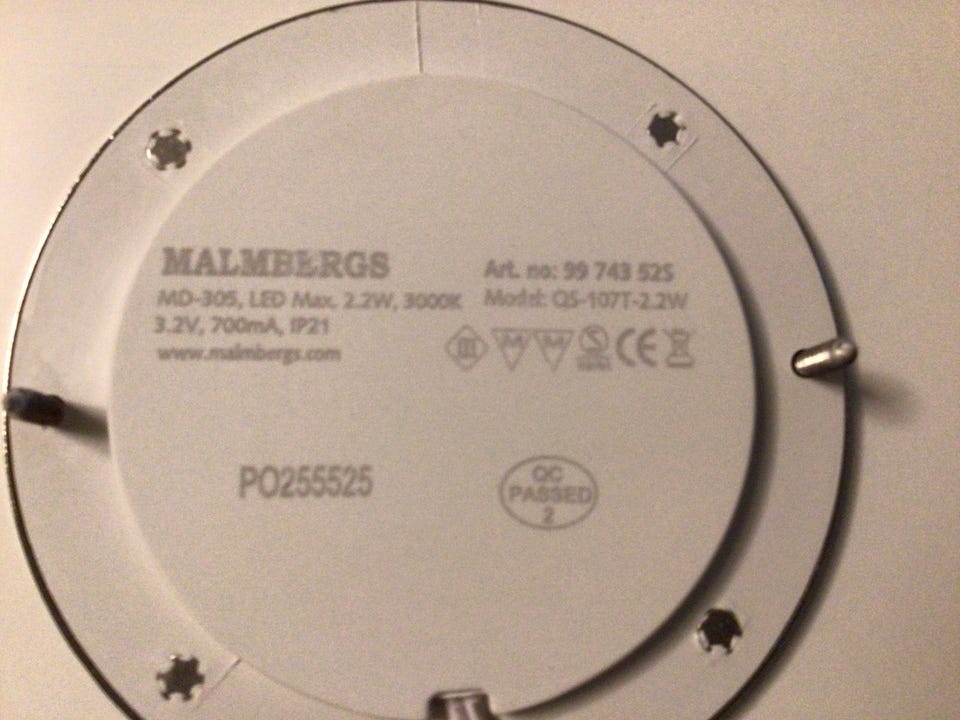 MALMBERGS
MD-305, LED Max. 2.2W, 3000K
3.2V, 700mA, IP21
www.malmbergs.com
Art. no: 99 743 525
Model: QS-107T-2.2W
CE
PO255525
QC
PASSED
2